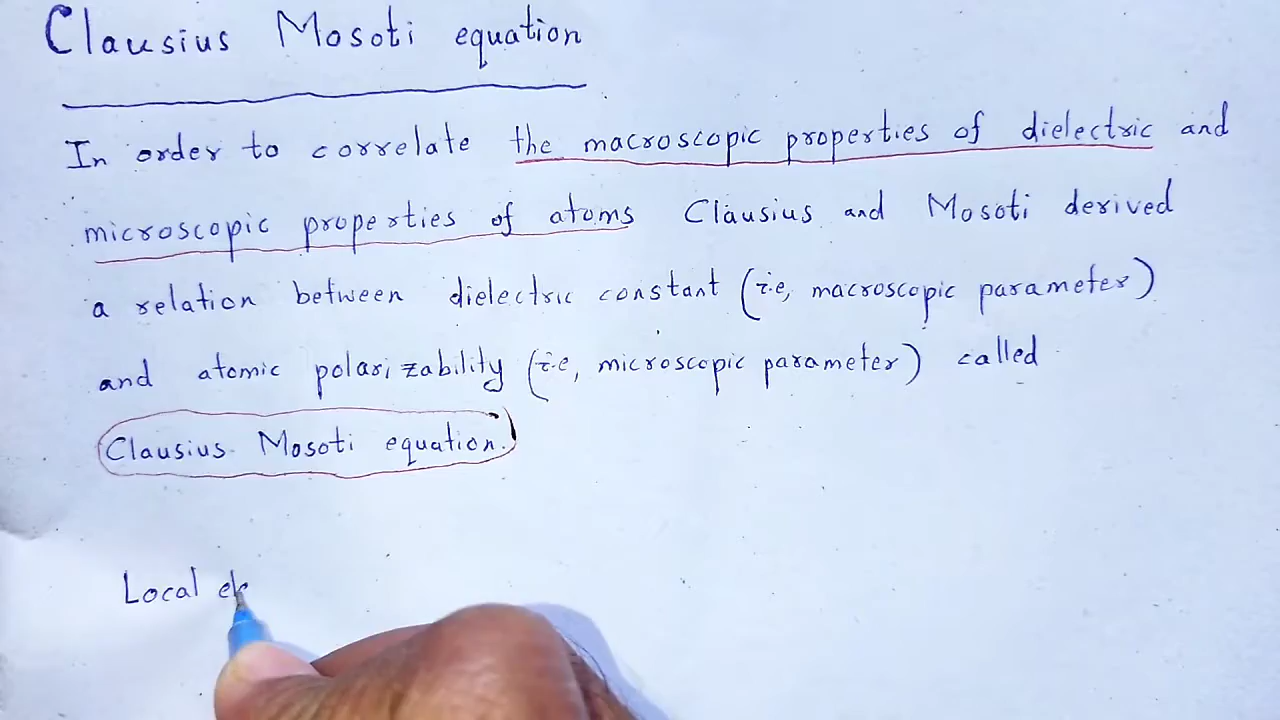 Clausius Mosoti equation
In order to correlate the macroscopic properties of dielectric and
microscopic properties of atoms Clausius and Mosoti derived
a relation between dielectric constant (i.e, macroscopic parameter)
and atomic polarizability (i.e, microscopic parameter) called
Clausius Mosoti equation.
Local